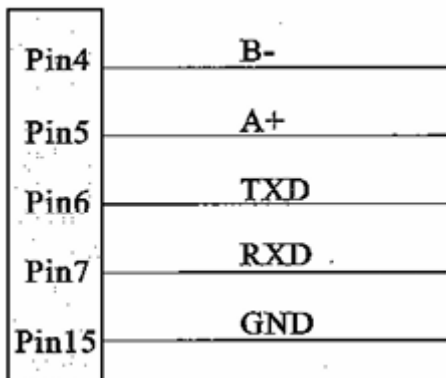 Pin4 B-
Pin5 A+
Pin6 TXD
Pin7 RXD
Pin15 GND